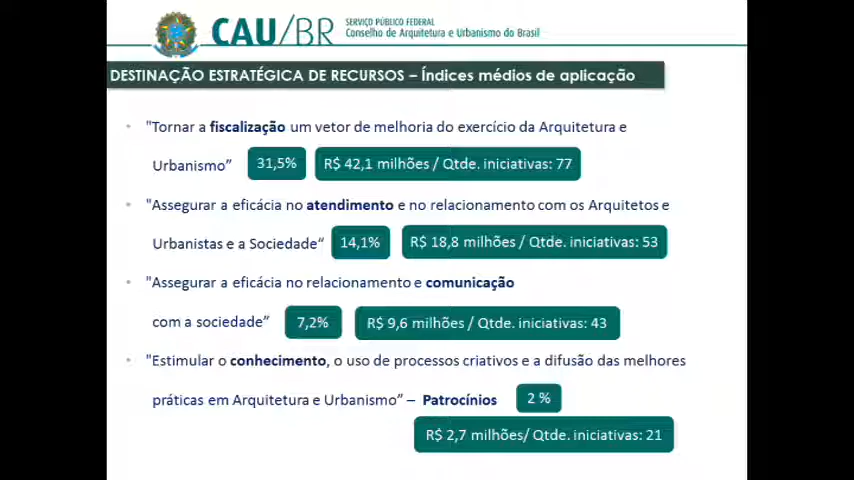 CAU/BR
SERVIÇO PÚBLICO FEDERAL
Conselho de Arquitetura e Urbanismo do Brasil
DESTINAÇÃO ESTRATÉGICA DE RECURSOS – Índices médios de aplicação
• "Tornar a fiscalização um vetor de melhoria do exercício da Arquitetura e
Urbanismo” 31,5% R$ 42,1 milhões / Qtde. iniciativas: 77
• "Assegurar a eficácia no atendimento e no relacionamento com os Arquitetos e
Urbanistas e a Sociedade“ 14,1% R$ 18,8 milhões / Qtde. iniciativas: 53
• "Assegurar a eficácia no relacionamento e comunicação
com a sociedade” 7,2% R$ 9,6 milhões / Qtde. iniciativas: 43
• "Estimular o conhecimento, o uso de processos criativos e a difusão das melhores
práticas em Arquitetura e Urbanismo” – Patrocínios 2 %
R$ 2,7 milhões/ Qtde. iniciativas: 21